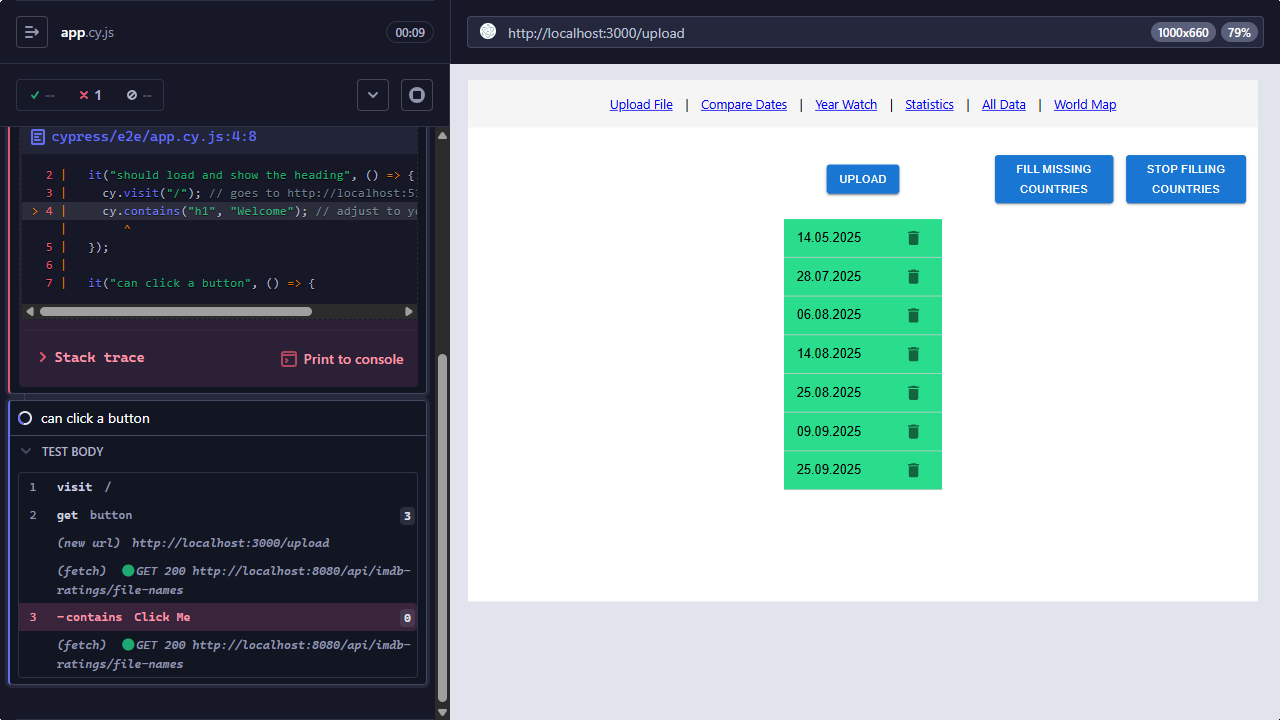 app.cy.js
00:09
--
1
--
cypress/e2e/app.cy.js:4:8
2 | it("should load and show the heading", () => {
3 | cy.visit("/"); // goes to http://localhost:5
> 4 | cy.contains("h1", "Welcome"); // adjust to
| ^
5 | });
6 |
7 | it("can click a button", () => {
Stack trace
Print to console
can click a button
TEST BODY
1 visit /
2 get button 3
(new url) http://localhost:3000/upload
(fetch) GET 200 http://localhost:8080/api/imdb-
ratings/file-names
3 -contains Click Me 0
(fetch) GET 200 http://localhost:8080/api/imdb-
ratings/file-names
http://localhost:3000/upload
1000x660
79%
Upload File | Compare Dates | Year Watch | Statistics | All Data | World Map
UPLOAD
FILL MISSING
COUNTRIES
STOP FILLING
COUNTRIES
14.05.2025
28.07.2025
06.08.2025
14.08.2025
25.08.2025
09.09.2025
25.09.2025